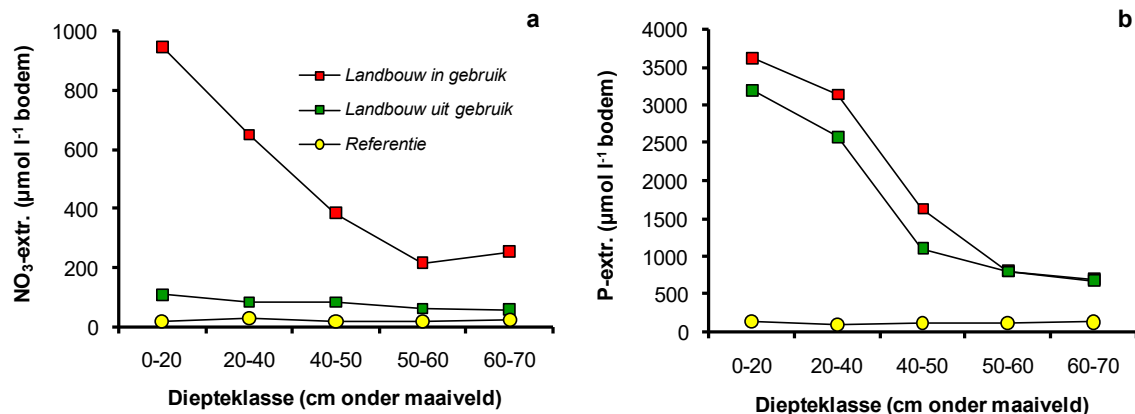 a
1000
800
600
400
200
0
NO3-extr. (µmol l-1 bodem)
Landbouw in gebruik
Landbouw uit gebruik
Referentie
0-20 20-40 40-50 50-60 60-70
Diepteklasse (cm onder maaiveld)
b
4000
3500
3000
2500
2000
1500
1000
500
0
P-extr. (µmol l-1 bodem)
0-20 20-40 40-50 50-60 60-70
Diepteklasse (cm onder maaiveld)